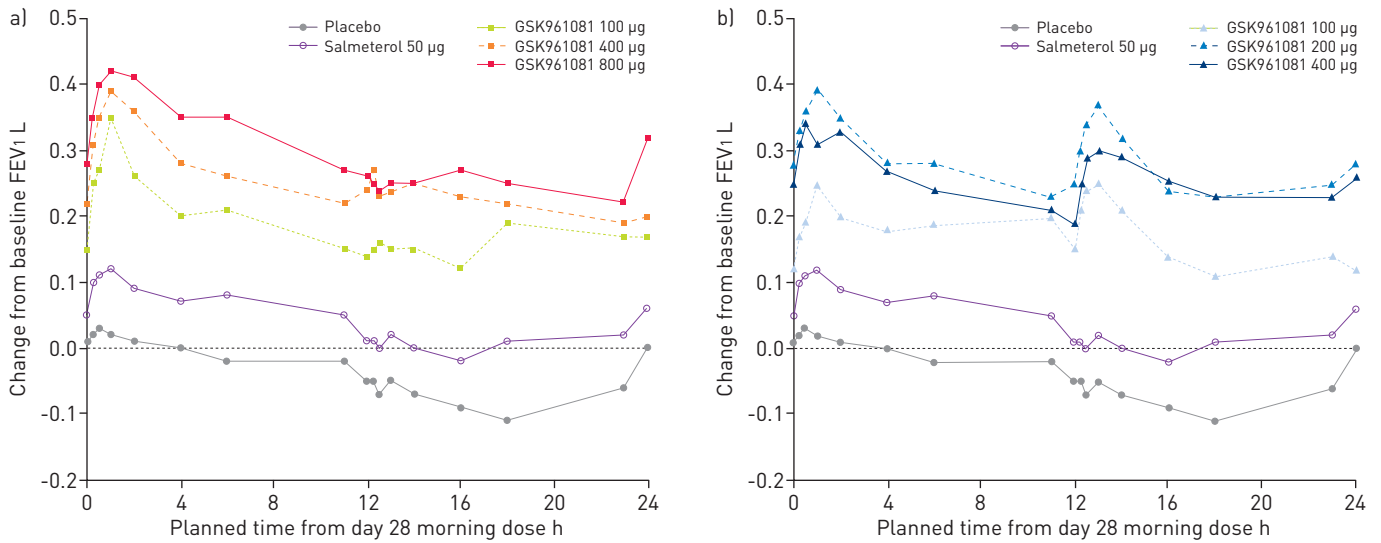 a)
Change from baseline FEV1 L
0.5
0.4
0.3
0.2
0.1
0.0
-0.1
-0.2
Placebo
Salmeterol 50 µg
GSK961081 100 µg
GSK961081 400 µg
GSK961081 800 µg
0 4 8 12 16 20 24
Planned time from day 28 morning dose h
b)
Change from baseline FEV1 L
0.5
0.4
0.3
0.2
0.1
0.0
-0.1
-0.2
Placebo
Salmeterol 50 µg
GSK961081 100 µg
GSK961081 200 µg
GSK961081 400 µg
0 4 8 12 16 20 24
Planned time from day 28 morning dose h